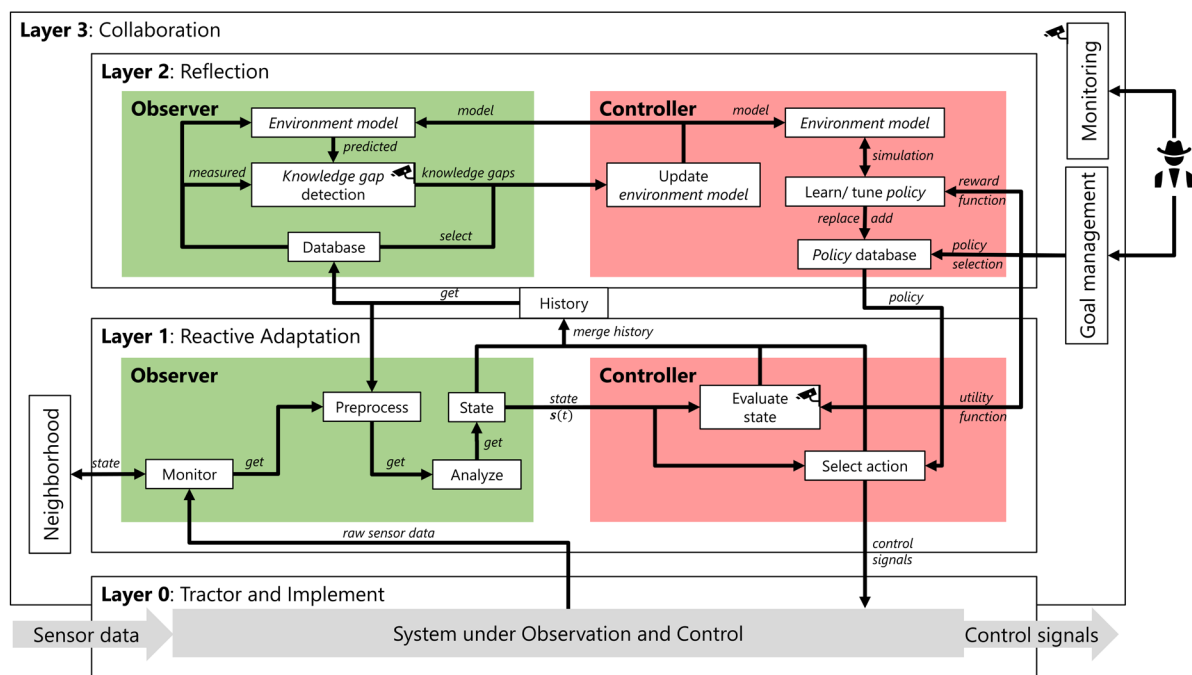 Layer 3: Collaboration
Monitoring
Layer 2: Reflection
Observer
Environment model
predicted
measured
Knowledge gap
detection
knowledge gaps
Database
select
model
Controller
model
Environment model
simulation
Update
environment model
Learn/ tune policy
reward
function
replace
add
Policy database
policy
selection
Goal management
get
History
policy
Layer 1: Reactive Adaptation
merge history
Observer
Preprocess
State
state
s(t)
get
Monitor
get
get
Analyze
state
Neighborhood
Controller
Evaluate
state
utility
function
Select action
raw sensor data
control
signals
Layer 0: Tractor and Implement
Sensor data
System under Observation and Control
Control signals